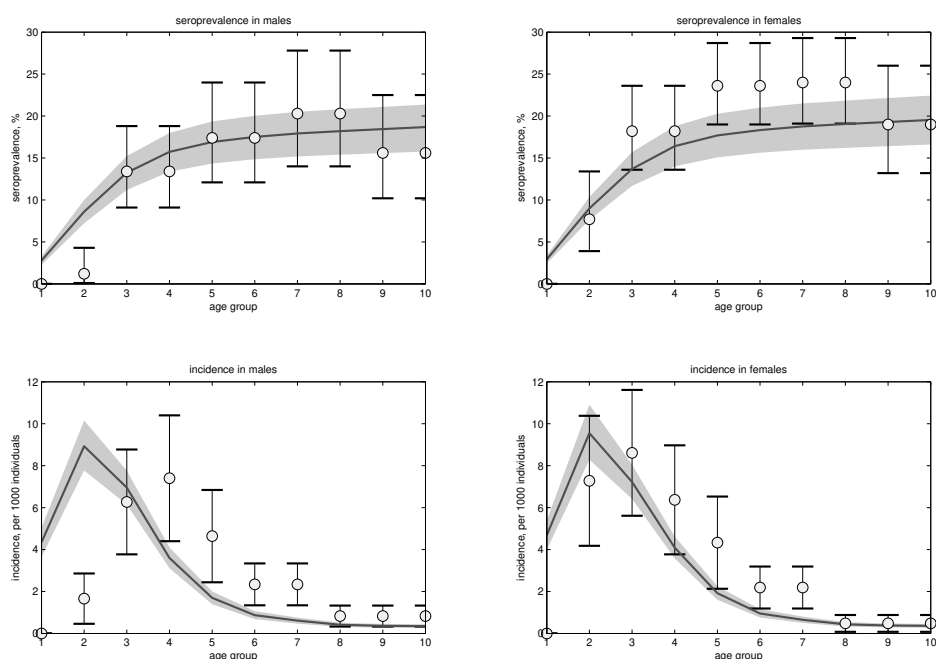 seroprevalence in males
seroprevalence, %
30
25
20
15
10
5
0
1 2 3 4 5 6 7 8 9 10
age group
seroprevalence in females
seroprevalence, %
30
25
20
15
10
5
0
1 2 3 4 5 6 7 8 9 10
age group
incidence in males
incidence, per 1000 individuals
12
10
8
6
4
2
0
1 2 3 4 5 6 7 8 9 10
age group
incidence in females
incidence, per 1000 individuals
12
10
8
6
4
2
0
1 2 3 4 5 6 7 8 9 10
age group